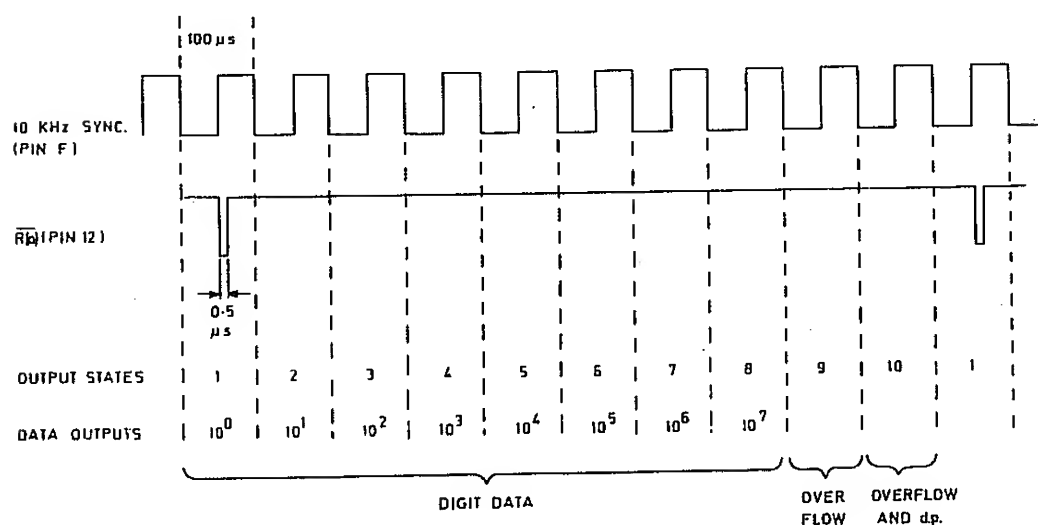 100 µs
10 KHz SYNC.
(PIN F)
(PIN 12)
0·5
µs
OUTPUT STATES 1 2 3 4 5 6 7 8 9 10 1
DATA OUTPUTS 10⁰ 10¹ 10² 10³ 10⁴ 10⁵ 10⁶ 10⁷
DIGIT DATA
OVER
FLOW
OVERFLOW
AND d.p.